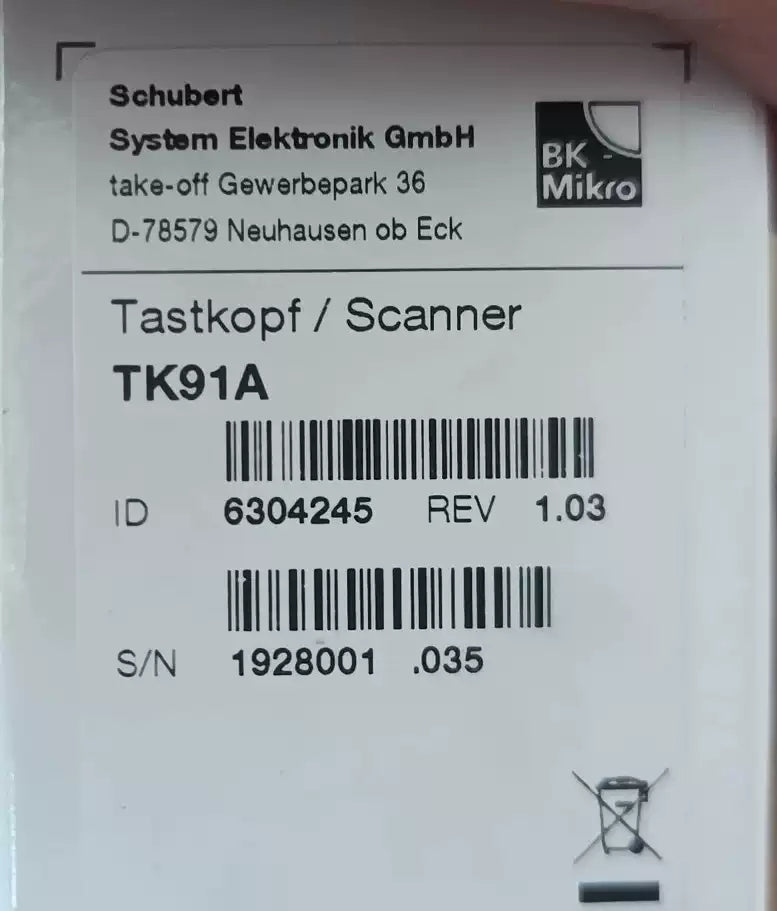 Schubert
System Elektronik GmbH
take-off Gewerbepark 36
D-78579 Neuhausen ob Eck
BK -
Mikro
Tastkopf / Scanner
TK91A
ID 6304245 REV 1.03
S/N 1928001 .035